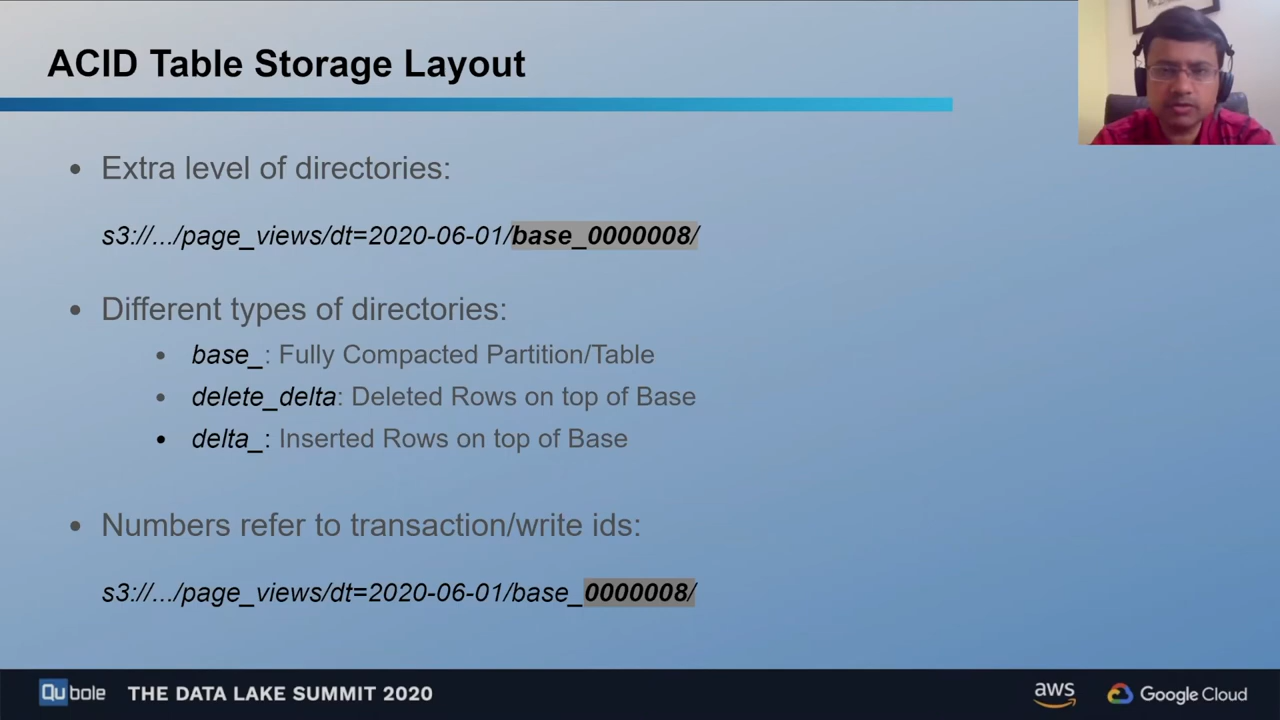 ACID Table Storage Layout
• Extra level of directories:
s3://.../page_views/dt=2020-06-01/base_0000008/
• Different types of directories:
• base_: Fully Compacted Partition/Table
• delete_delta: Deleted Rows on top of Base
• delta_: Inserted Rows on top of Base
• Numbers refer to transaction/write ids:
s3://.../page_views/dt=2020-06-01/base_0000008/
Qubole THE DATA LAKE SUMMIT 2020 aws Google Cloud